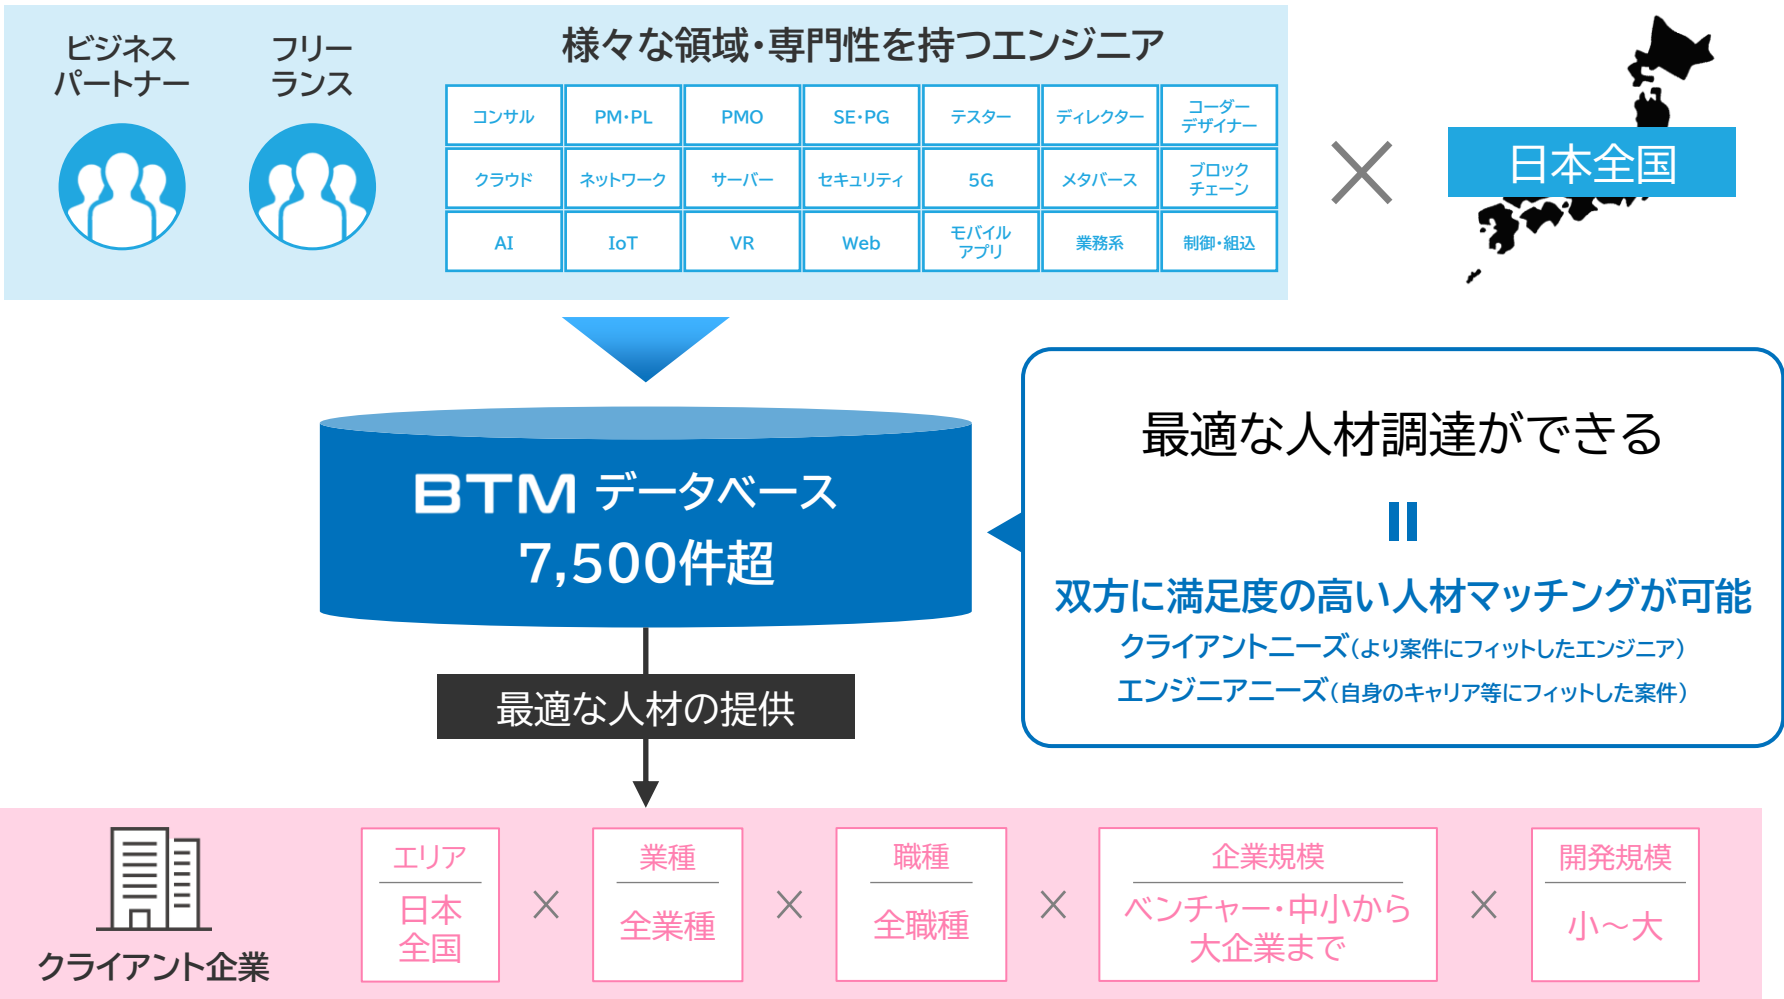 ビジネス
パートナー
フリー
ランス
様々な領域・専門性を持つエンジニア
コンサル
PM・PL
PMO
SE・PG
テスター
ディレクター
コーダー
デザイナー
クラウド
ネットワーク
サーバー
セキュリティ
5G
メタバース
ブロック
チェーン
AI
IoT
VR
Web
モバイル
アプリ
業務系
制御・組込
×
日本全国
BTM データベース
7,500件超
最適な人材調達ができる
双方に満足度の高い人材マッチングが可能
クライアントニーズ（より案件にフィットしたエンジニア）
エンジニアニーズ（自身のキャリア等にフィットした案件）
最適な人材の提供
クライアント企業
エリア
日本
全国
×
業種
全業種
×
職種
全職種
×
企業規模
ベンチャー・中小から
大企業まで
×
開発規模
小～大